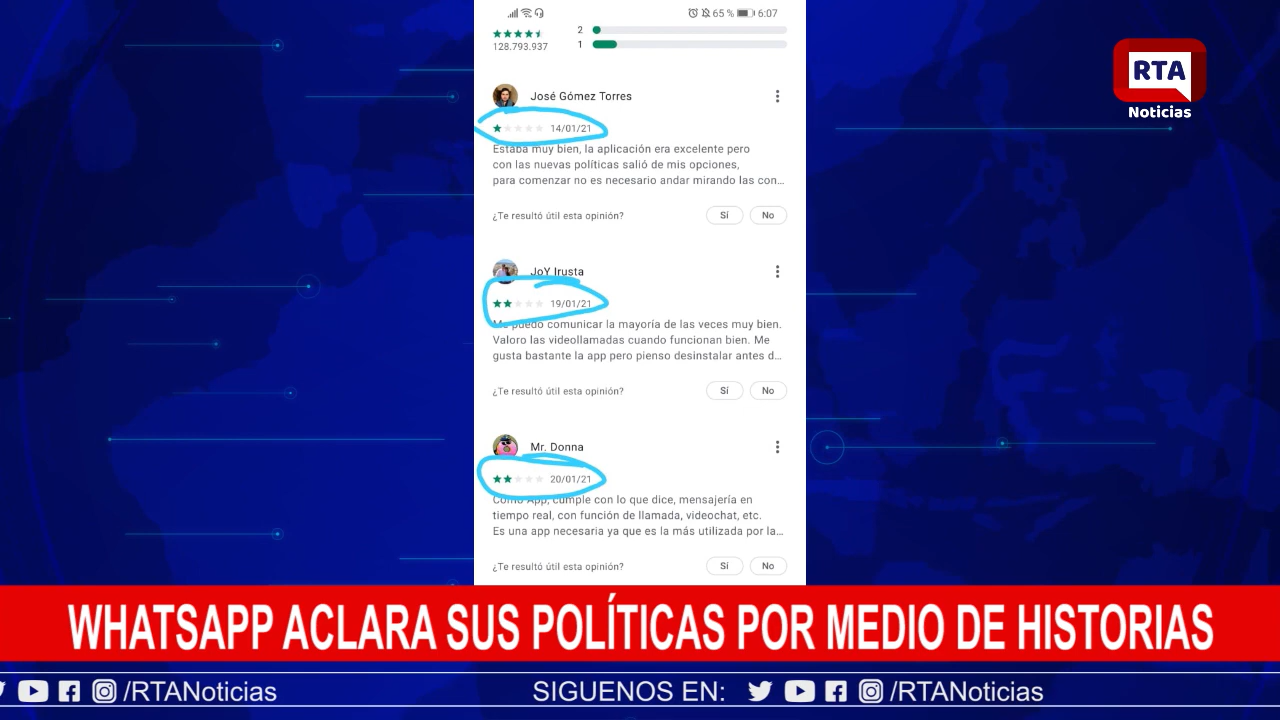 65 % 6:07
2
128.793.937
1
RTA
Noticias
José Gómez Torres
14/01/21
Estaba muy bien, la aplicación era excelente pero
con las nuevas políticas salió de mis opciones,
para comenzar no es necesario andar mirando las con...
¿Te resultó útil esta opinión? Sí No
JoY Irusta
19/01/21
Me puedo comunicar la mayoría de las veces muy bien.
Valoro las videollamadas cuando funcionan bien. Me
gusta bastante la app pero pienso desinstalar antes d...
¿Te resultó útil esta opinión? Sí No
Mr. Donna
20/01/21
Como App, cumple con lo que dice, mensajería en
tiempo real, con función de llamada, videochat, etc.
Es una app necesaria ya que es la más utilizada por la...
¿Te resultó útil esta opinión? Sí No
WHATSAPP ACLARA SUS POLÍTICAS POR MEDIO DE HISTORIAS
/RTANoticias SIGUENOS EN: /RTANoticias